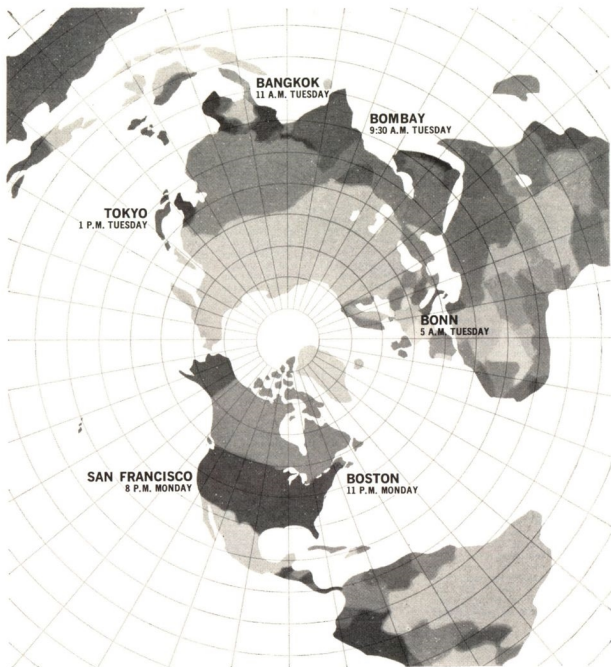 BANGKOK
11 A.M. TUESDAY
BOMBAY
9:30 A.M. TUESDAY
TOKYO
1 P.M. TUESDAY
BONN
5 A.M. TUESDAY
SAN FRANCISCO
8 P.M. MONDAY
BOSTON
11 P.M. MONDAY